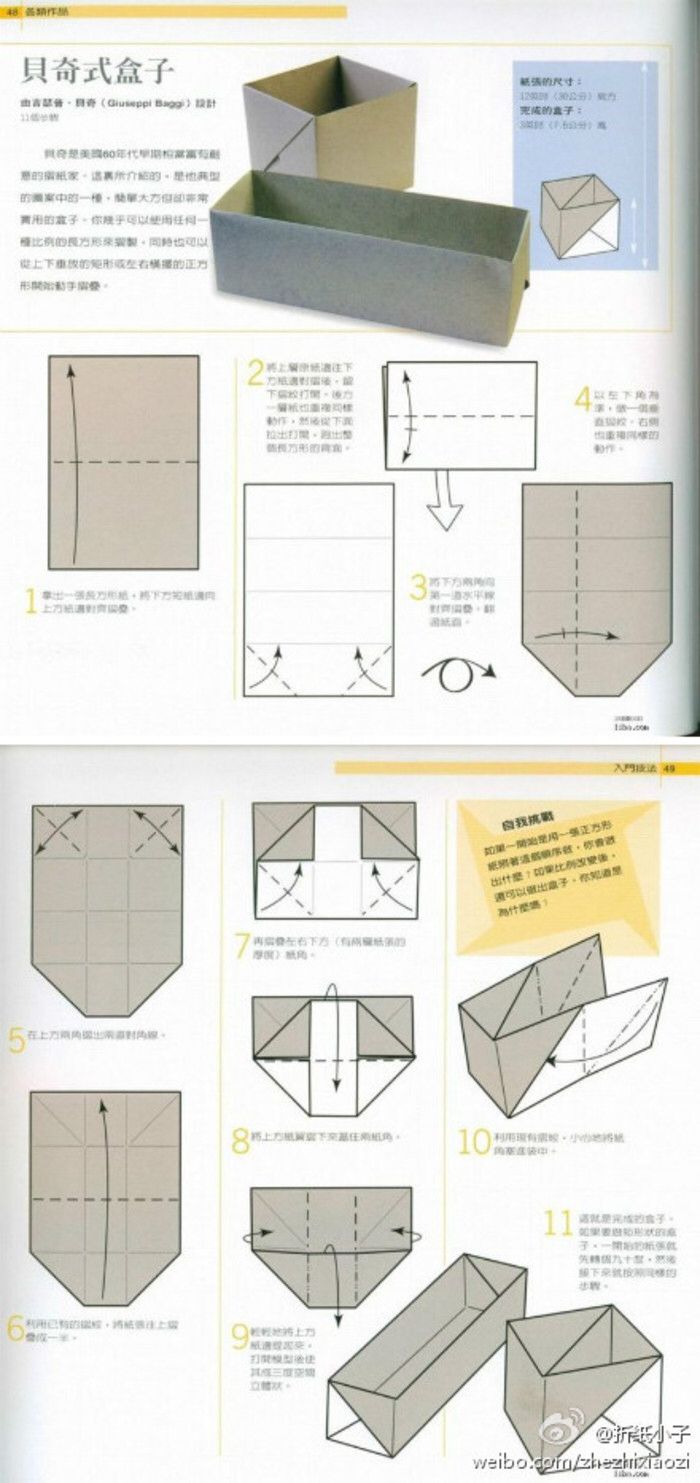 48 各類作品
貝奇式盒子
由吉瑟普‧貝奇（Giuseppi Baggi）設計
11個步驟
貝奇是美國60年代早期相當富有創
意的摺紙家。這裏所介紹的，是他典型
的圖案中的一種，簡單大方但卻非常
實用的盒子。你幾乎可以使用任何一
種比例的長方形來摺製。同時也可以
從上下垂放的矩形或左右橫擺的正方
形開始動手摺疊。
紙張的尺寸：
12英吋（30公分）見方
完成的盒子：
3英吋（7.5公分）高
1 拿出一張長方形紙，將下方短紙邊向
上方紙邊對齊摺疊。
2 將上層原紙邊往下
方紙邊對摺後，留
下摺紋打開。後方
一層紙也重複同樣
動作，然後從下面
拉出打開，露出整
個長方形的背面。
3 將下方兩角向
第一道水平線
對齊摺疊，翻
過紙面。
4 以左下角為
準，做一個垂
直摺紋。右側
也重複同樣的
動作。
liba.com
入門技法 49
5 在上方兩角摺出兩道對角線。
6 利用已有的摺紋，將紙張往上摺
疊成一半。
7 再摺疊左右下方（有兩層紙張的
厚度）紙角。
8 將上方紙翼摺下來蓋住兩紙角。
9 輕輕地將上方
紙邊提起來，
打開模型後使
其成三度空間
立體狀。
自我挑戰
如果一開始是用一張正方形
紙照著這個順序做，你會做
出什麼？如果比例改變後，
還可以做出盒子，你知道是
為什麼嗎？
10 利用現有摺紋，小心地將紙
角塞進袋中。
11 這就是完成的盒子。
如果要做矩形狀的盒
子，一開始的紙張就
先轉個九十度，然後
接下來就按照同樣的
步驟。
@折纸小子
weibo.com/zhezhixiaozi
liba.com